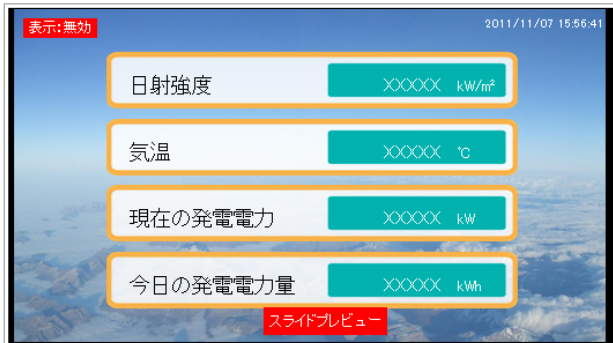 表示:無効
2011/11/07 15:56:41
日射強度 XXXXX kW/m²
気温 XXXXX ℃
現在の発電電力 XXXXX kW
今日の発電電力量 XXXXX kWh
スライドプレビュー